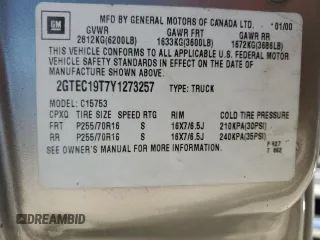 GM
MFD BY GENERAL MOTORS OF CANADA LTD. 01/00
GVWR GAWR FRT GAWR RR
2812KG(6200LB) 1633KG(3600LB) 1672KG(3686LB)
THIS VEHICLE CONFORMS TO ALL APPLICABLE U.S. FEDERAL MOTOR
VEHICLE SAFETY STANDARDS IN EFFECT ON THE DATE OF
MANUFACTURE SHOWN ABOVE.
2GTEC19T7Y1273257 TYPE: TRUCK
MODEL: C15753
CPXQ TIRE SIZE SPEED RTG RIM COLD TIRE PRESSURE
FRT P255/70R16 S 16X7/6.5J 210KPA(30PSI)
RR P255/70R16 S 16X7/6.5J 240KPA(35PSI)
SEE OWNER'S MANUAL FOR MORE INFORMATION.
DREAMBID